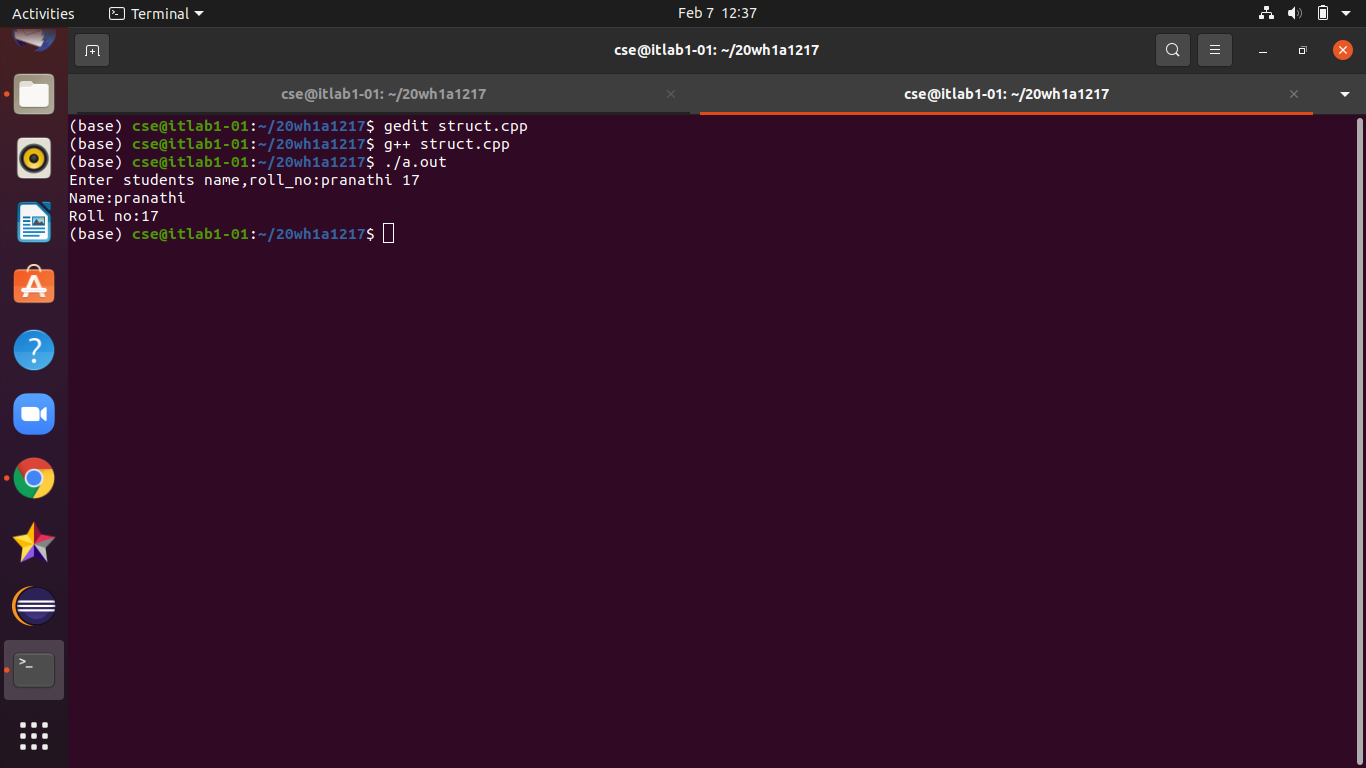 Activities Terminal Feb 7 12:37
cse@itlab1-01: ~/20wh1a1217
cse@itlab1-01: ~/20wh1a1217 cse@itlab1-01: ~/20wh1a1217
(base) cse@itlab1-01:~/20wh1a1217$ gedit struct.cpp
(base) cse@itlab1-01:~/20wh1a1217$ g++ struct.cpp
(base) cse@itlab1-01:~/20wh1a1217$ ./a.out
Enter students name,roll_no:pranathi 17
Name:pranathi
Roll no:17
(base) cse@itlab1-01:~/20wh1a1217$